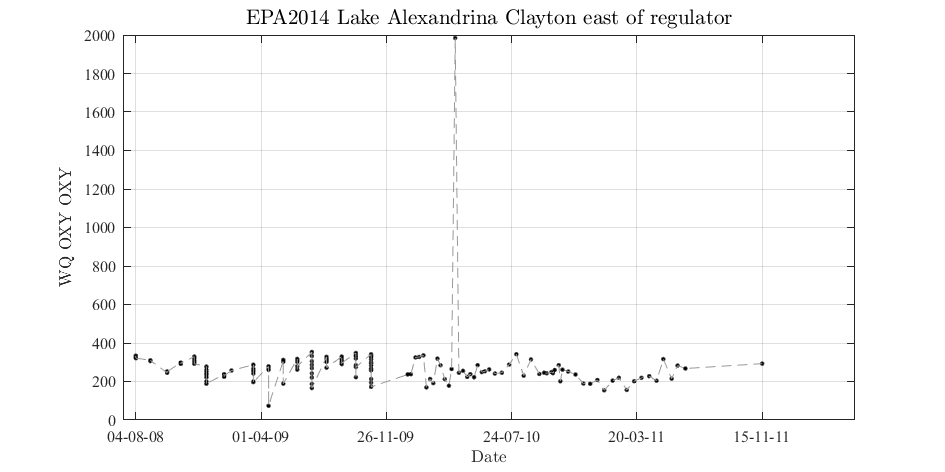 EPA2014 Lake Alexandrina Clayton east of regulator
2000
1800
1600
1400
1200
1000
800
600
400
200
0
WQ OXY OXY
04-08-08 01-04-09 26-11-09 24-07-10 20-03-11 15-11-11
Date